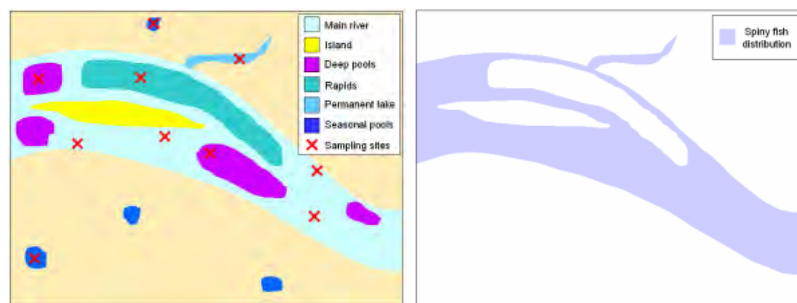 Main river
Island
Deep pools
Rapids
Permanent lake
Seasonal pools
Sampling sites
Spiny fish
distribution